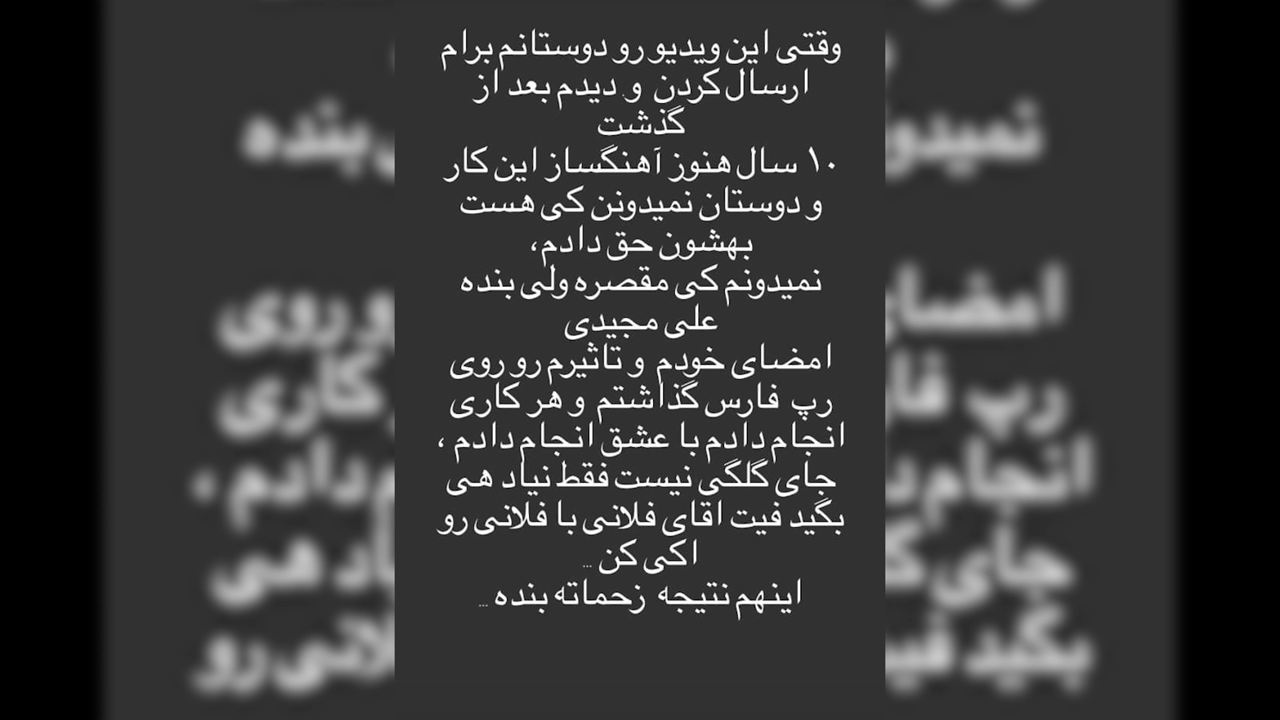 وقتی این ویدیو رو دوستانم برام
ارسال کردن و. دیدم بعد از
گذشت
۱۰ سال هنوز آهنگساز این کار
و دوستان نمیدونن کی هست
بهشون حق دادم،
نمیدونم کی مقصره ولی بنده
علی مجیدی
امضای خودم و تاثیرم رو روی
رپ فارس گذاشتم و هر کاری
انجام دادم با عشق انجام دادم ،
جای گلگی نیست فقط نیاد هی
بگید فیت اقای فلانی با فلانی رو
اکی کن ...
اینهم نتیجه زحماته بنده ...